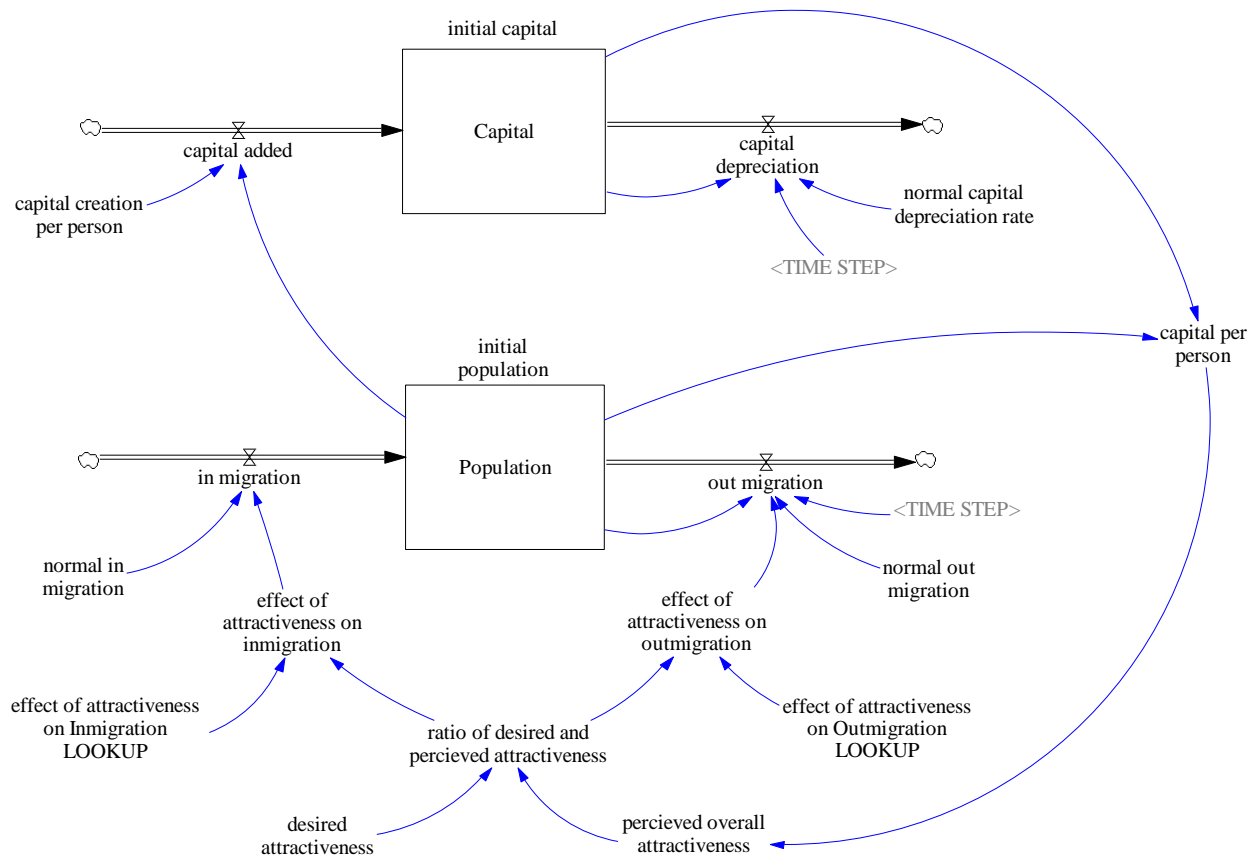 initial capital
Capital
capital added
capital
depreciation
capital creation
per person
normal capital
depreciation rate
<TIME STEP>
capital per
person
initial
population
Population
in migration
out migration
<TIME STEP>
normal in
migration
normal out
migration
effect of
attractiveness on
inmigration
effect of
attractiveness on
outmigration
effect of attractiveness
on Inmigration
LOOKUP
ratio of desired and
percieved attractiveness
effect of attractiveness
on Outmigration
LOOKUP
desired
attractiveness
percieved overall
attractiveness